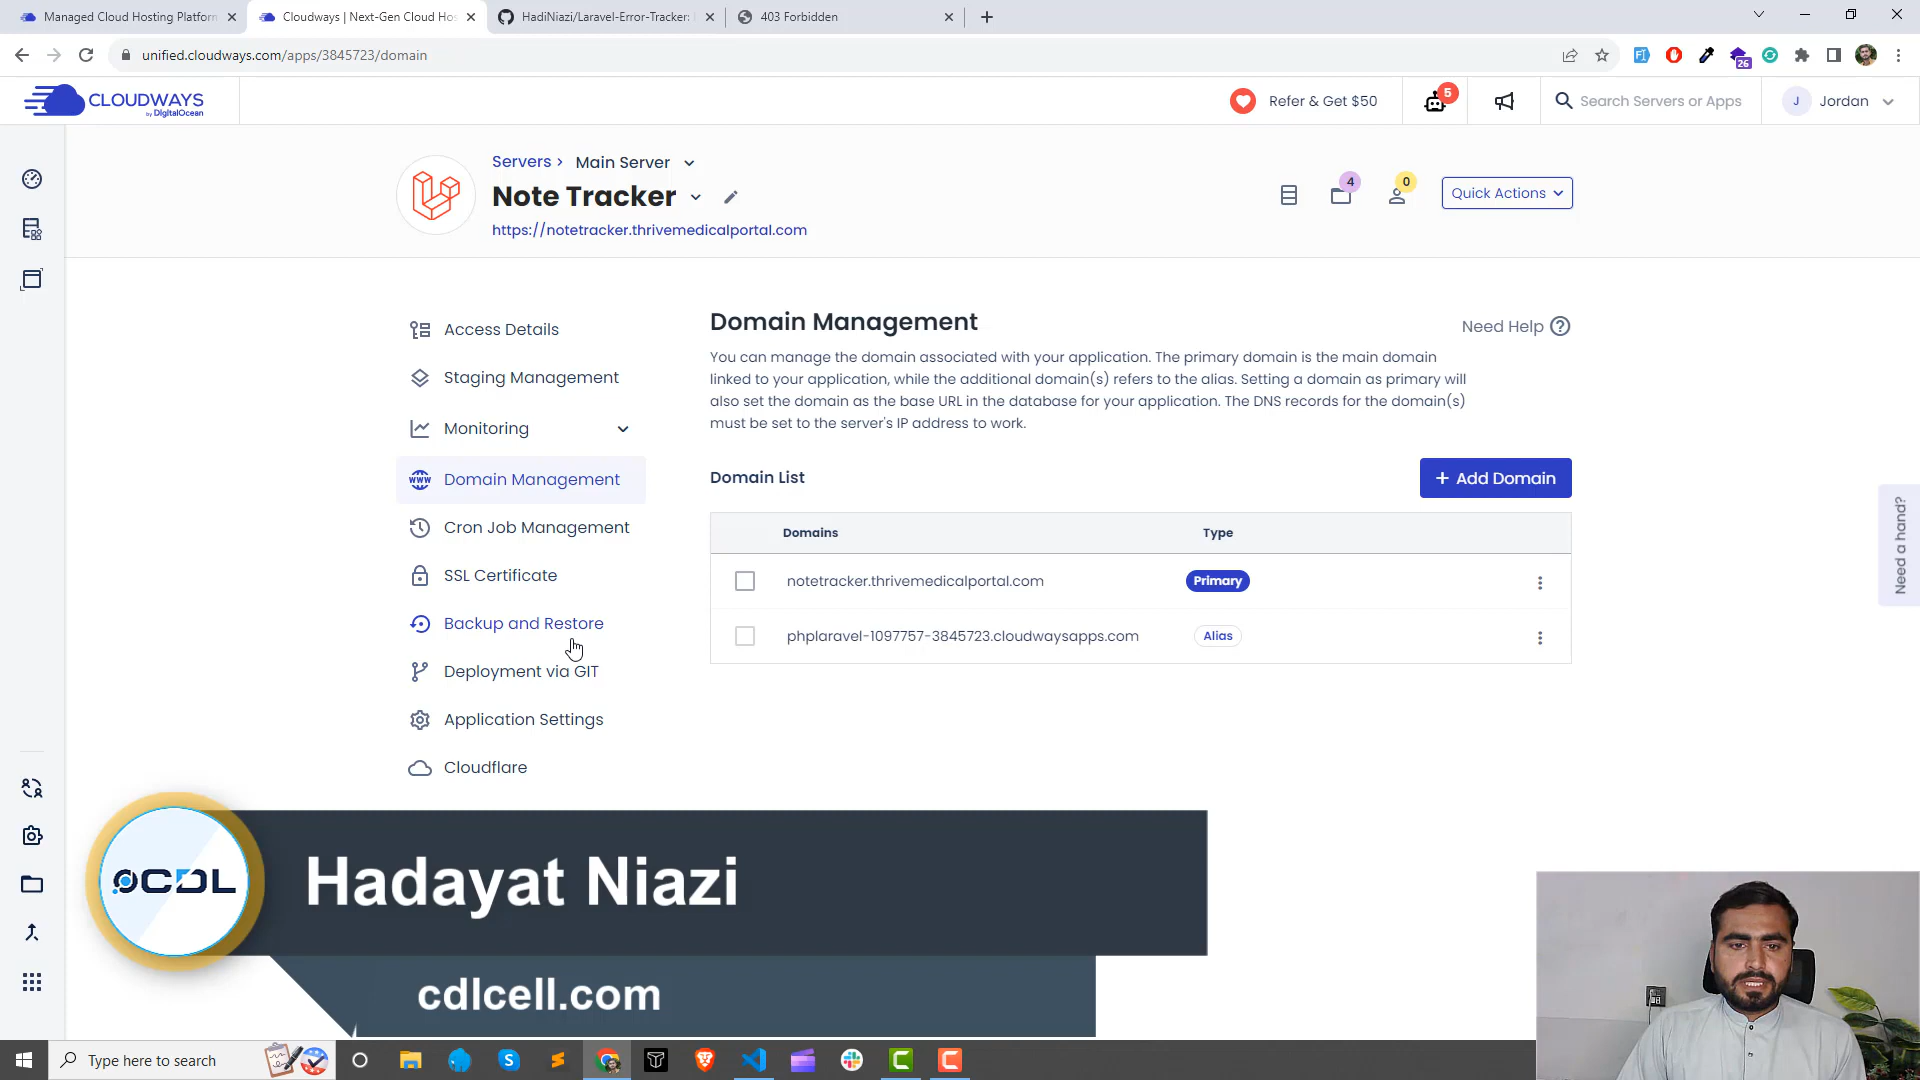 Managed Cloud Hosting Platform
Cloudways | Next-Gen Cloud Hos
HadiNiazi/Laravel-Error-Tracker:
403 Forbidden
unified.cloudways.com/apps/3845723/domain
26
CLOUDWAYS
by DigitalOcean
Refer & Get $50
5
Search Servers or Apps
J
Jordan
Servers >
Main Server
Note Tracker
https://notetracker.thrivemedicalportal.com
4
0
Quick Actions
Access Details
Staging Management
Monitoring
www
Domain Management
Cron Job Management
SSL Certificate
Backup and Restore
Deployment via GIT
Application Settings
Cloudflare
Domain Management
Need Help ?
You can manage the domain associated with your application. The primary domain is the main domain
linked to your application, while the additional domain(s) refers to the alias. Setting a domain as primary will
also set the domain as the base URL in the database for your application. The DNS records for the domain(s)
must be set to the server's IP address to work.
Domain List
+ Add Domain
Domains
Type
notetracker.thrivemedicalportal.com
Primary
phplaravel-1097757-3845723.cloudwaysapps.com
Alias
Need a hand?
CDL
Hadayat Niazi
cdlcell.com
Type here to search